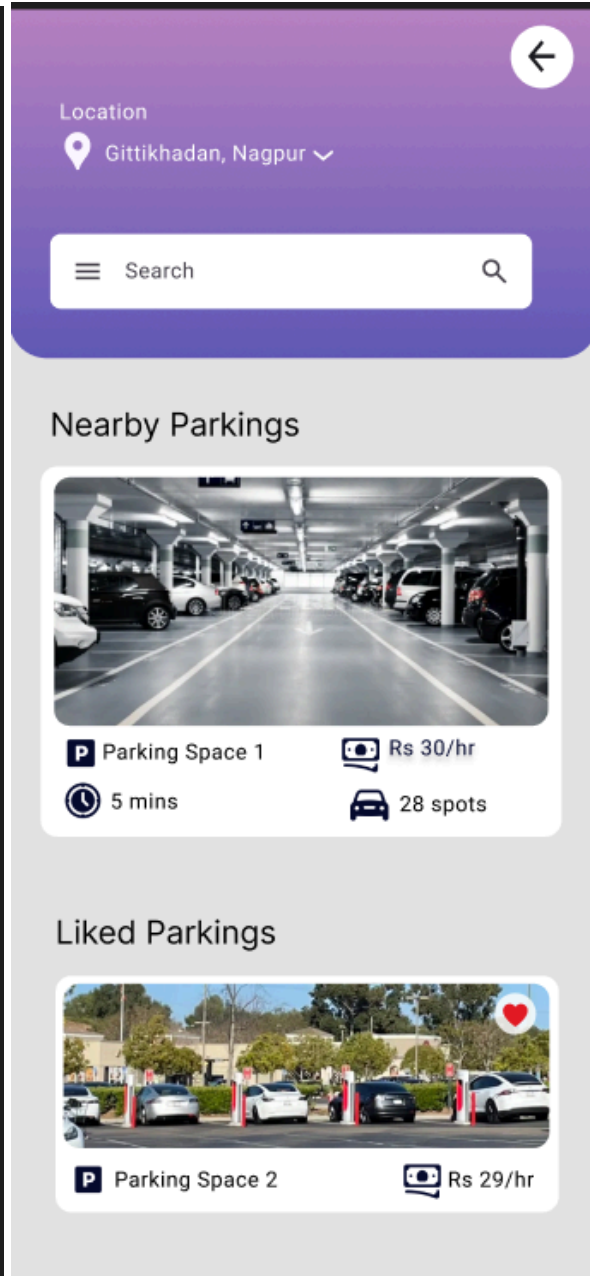 Location
Gittikhadan, Nagpur
Search
Nearby Parkings
P Parking Space 1
Rs 30/hr
5 mins
28 spots
Liked Parkings
P Parking Space 2
Rs 29/hr